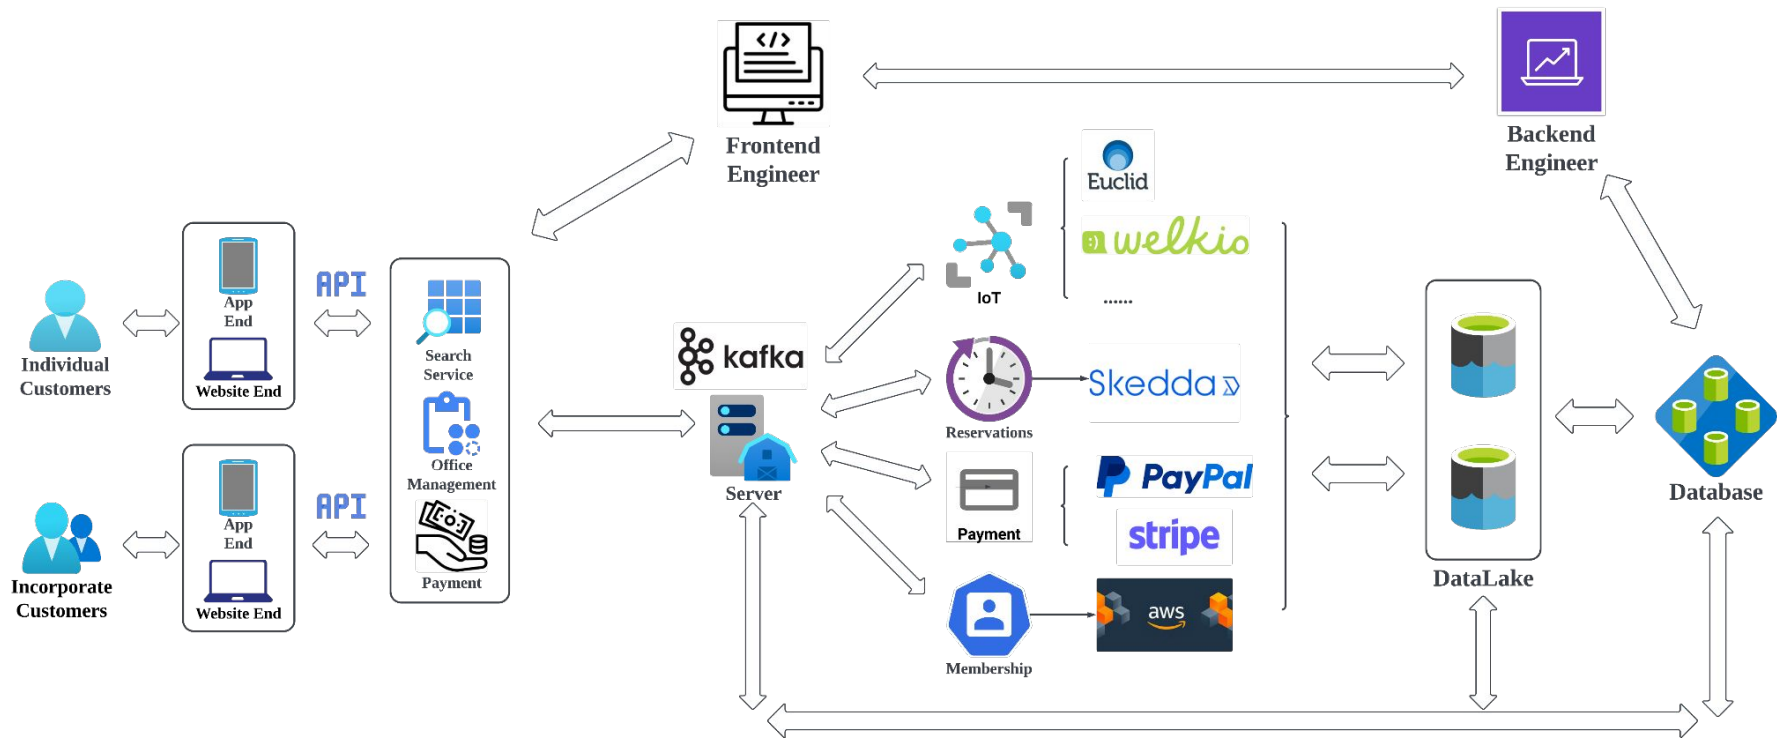 Frontend
Engineer
Backend
Engineer
Individual
Customers
App
End
Website End
API
Incorporate
Customers
App
End
Website End
API
Search
Service
Office
Management
Payment
kafka
Server
IoT
Euclid
welkio
......
Reservations
Skedda
Payment
PayPal
stripe
Membership
aws
DataLake
Database